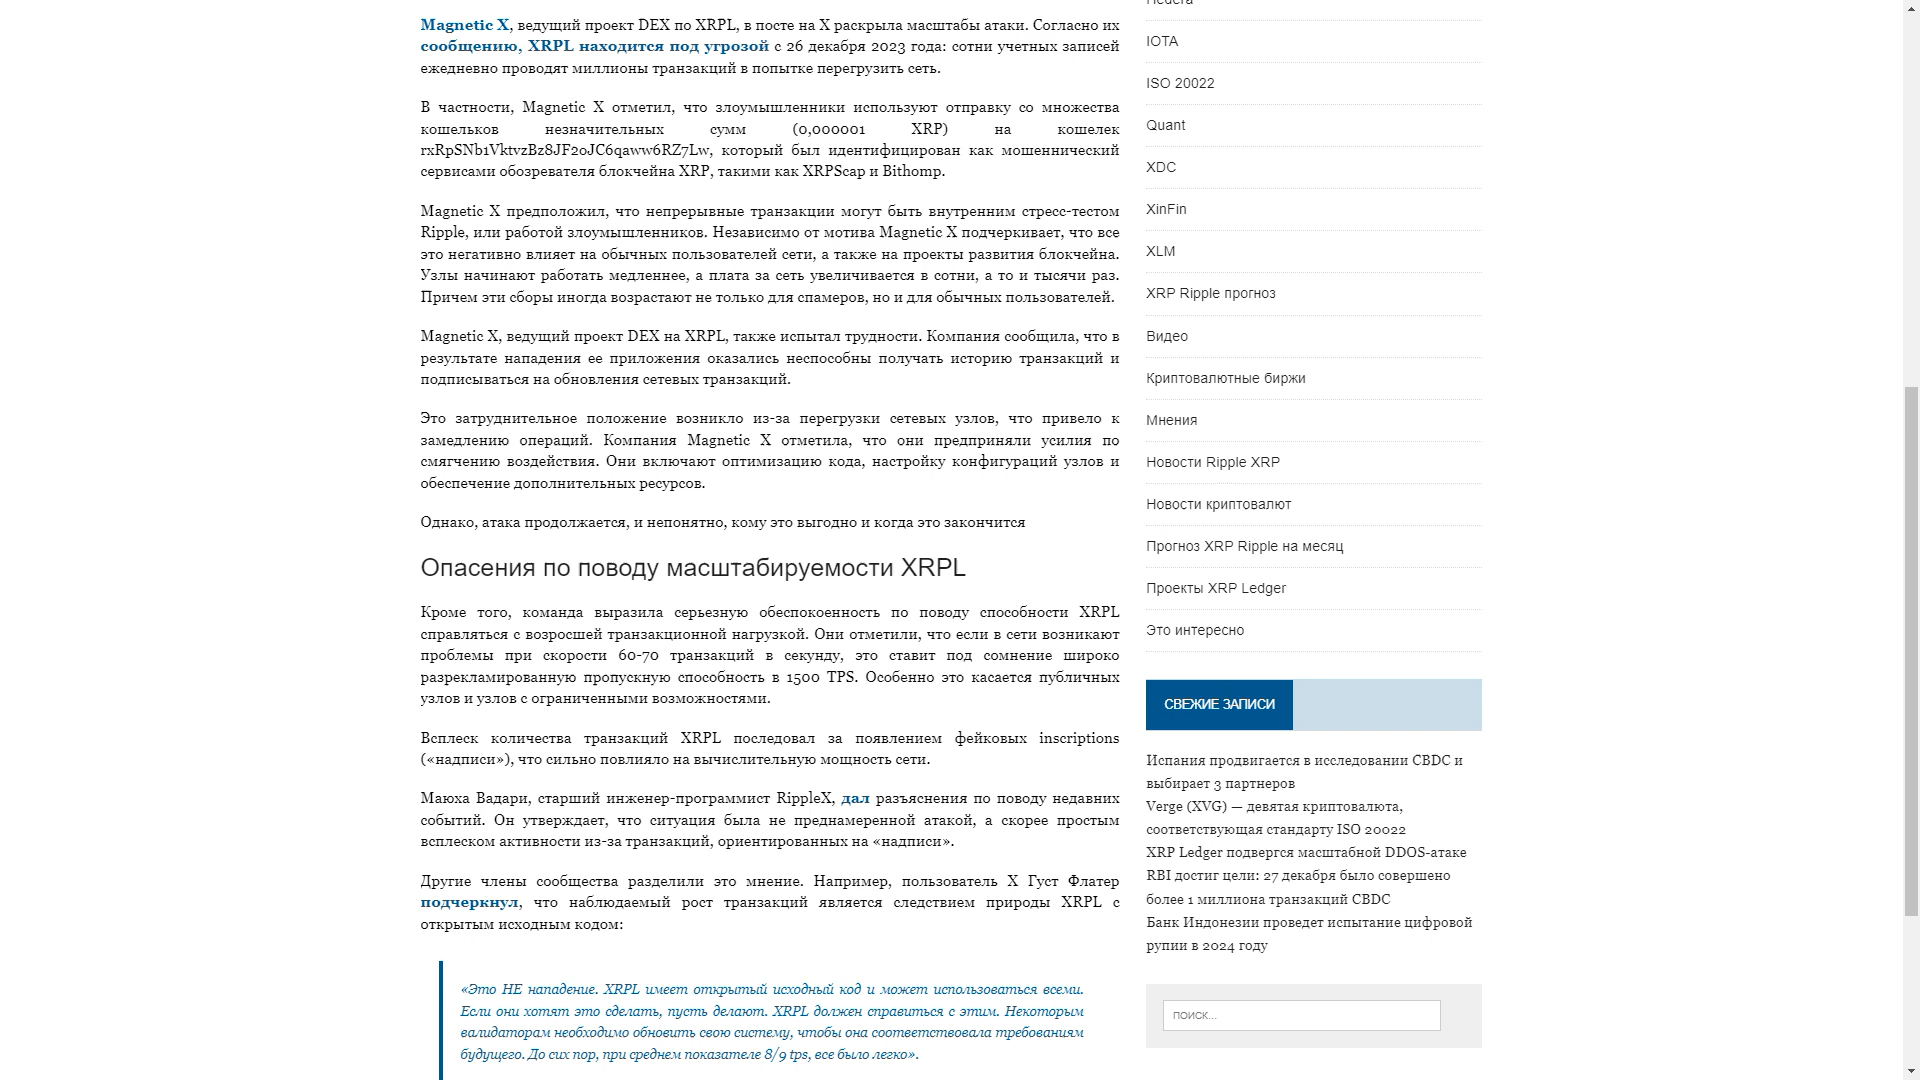 Magnetic X, ведущий проект DEX по XRPL, в посте на X раскрыла масштабы атаки. Согласно их
сообщению, XRPL находится под угрозой с 26 декабря 2023 года: сотни учетных записей
ежедневно проводят миллионы транзакций в попытке перегрузить сеть.
В частности, Magnetic X отметил, что злоумышленники используют отправку со множества
кошельков незначительных сумм (0,000001 XRP) на кошелек
rxRpSNb1VktvzBz8JF2oJC6qaww6RZ7Lw, который был идентифицирован как мошеннический
сервисами обозревателя блокчейна XRP, такими как XRPScap и Bithomp.
Magnetic X предположил, что непрерывные транзакции могут быть внутренним стресс-тестом
Ripple, или работой злоумышленников. Независимо от мотива Magnetic X подчеркивает, что все
это негативно влияет на обычных пользователей сети, а также на проекты развития блокчейна.
Узлы начинают работать медленнее, а плата за сеть увеличивается в сотни, а то и тысячи раз.
Причем эти сборы иногда возрастают не только для спамеров, но и для обычных пользователей.
Magnetic X, ведущий проект DEX на XRPL, также испытал трудности. Компания сообщила, что в
результате нападения ее приложения оказались неспособны получать историю транзакций и
подписываться на обновления сетевых транзакций.
Это затруднительное положение возникло из-за перегрузки сетевых узлов, что привело к
замедлению операций. Компания Magnetic X отметила, что они предприняли усилия по
смягчению воздействия. Они включают оптимизацию кода, настройку конфигураций узлов и
обеспечение дополнительных ресурсов.
Однако, атака продолжается, и непонятно, кому это выгодно и когда это закончится
Опасения по поводу масштабируемости XRPL
Кроме того, команда выразила серьезную обеспокоенность по поводу способности XRPL
справляться с возросшей транзакционной нагрузкой. Они отметили, что если в сети возникают
проблемы при скорости 60-70 транзакций в секунду, это ставит под сомнение широко
разрекламированную пропускную способность в 1500 TPS. Особенно это касается публичных
узлов и узлов с ограниченными возможностями.
Всплеск количества транзакций XRPL последовал за появлением фейковых inscriptions
(«надписи»), что сильно повлияло на вычислительную мощность сети.
Маюха Вадари, старший инженер-программист RippleX, дал разъяснения по поводу недавних
событий. Он утверждает, что ситуация была не преднамеренной атакой, а скорее простым
всплеском активности из-за транзакций, ориентированных на «надписи».
Другие члены сообщества разделили это мнение. Например, пользователь X Густ Флатер
подчеркнул, что наблюдаемый рост транзакций является следствием природы XRPL с
открытым исходным кодом:
«Это НЕ нападение. XRPL имеет открытый исходный код и может использоваться всеми.
Если они хотят это сделать, пусть делают. XRPL должен справиться с этим. Некоторым
валидаторам необходимо обновить свою систему, чтобы она соответствовала требованиям
будущего. До сих пор, при среднем показателе 8/9 tps, все было легко».
Hedera
IOTA
ISO 20022
Quant
XDC
XinFin
XLM
XRP Ripple прогноз
Видео
Криптовалютные биржи
Мнения
Новости Ripple XRP
Новости криптовалют
Прогноз XRP Ripple на месяц
Проекты XRP Ledger
Это интересно
СВЕЖИЕ ЗАПИСИ
Испания продвигается в исследовании CBDC и
выбирает 3 партнеров
Verge (XVG) — девятая криптовалюта,
соответствующая стандарту ISO 20022
XRP Ledger подвергся масштабной DDOS-атаке
RBI достиг цели: 27 декабря было совершено
более 1 миллиона транзакций CBDC
Банк Индонезии проведет испытание цифровой
рупии в 2024 году
поиск...